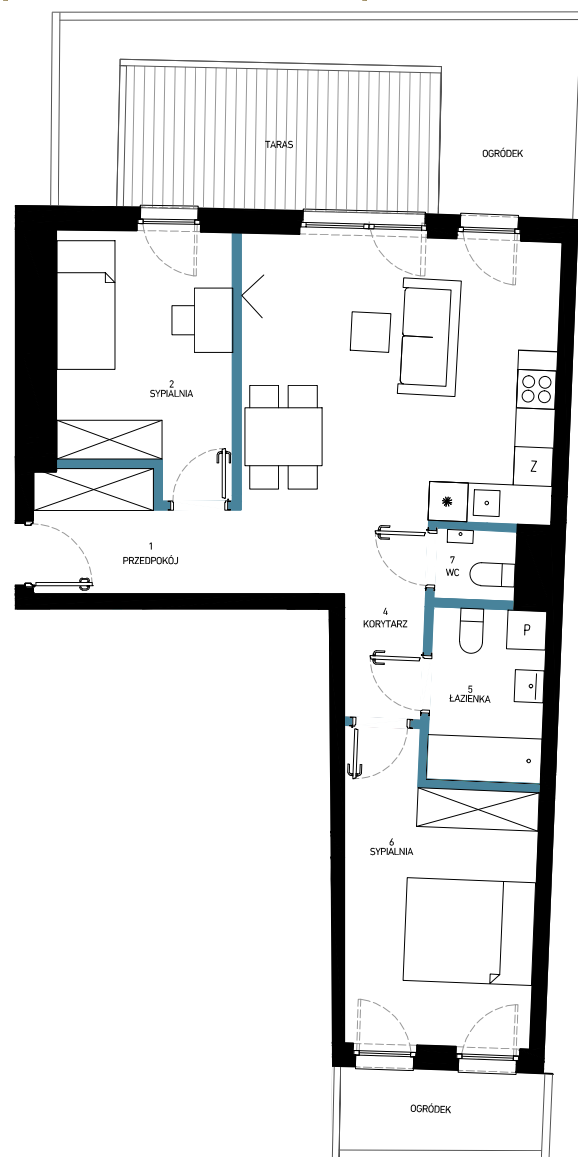 TARAS
OGRÓDEK
2
SYPIALNIA
Z
1
PRZEDPOKÓJ
7
WC
4
KORYTARZ
P
5
ŁAZIENKA
6
SYPIALNIA
OGRÓDEK